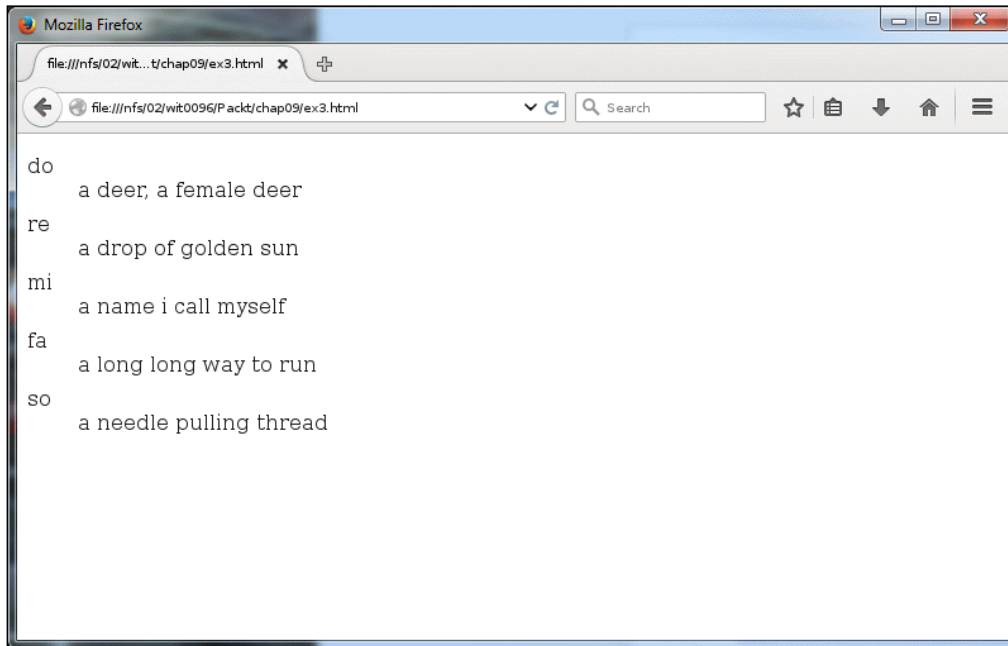 Mozilla Firefox
file:///nfs/02/wit...t/chap09/ex3.html
file:///nfs/02/wit0096/Packt/chap09/ex3.html
Search
do
a deer, a female deer
re
a drop of golden sun
mi
a name i call myself
fa
a long long way to run
so
a needle pulling thread